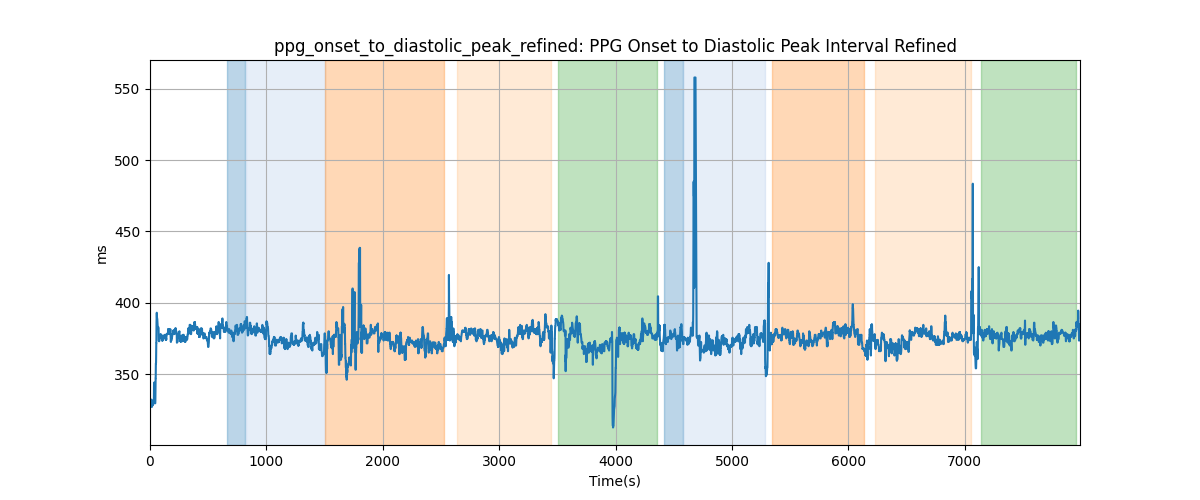 ppg_onset_to_diastolic_peak_refined: PPG Onset to Diastolic Peak Interval Refined
550
500
450
400
350
ms
0 1000 2000 3000 4000 5000 6000 7000
Time(s)